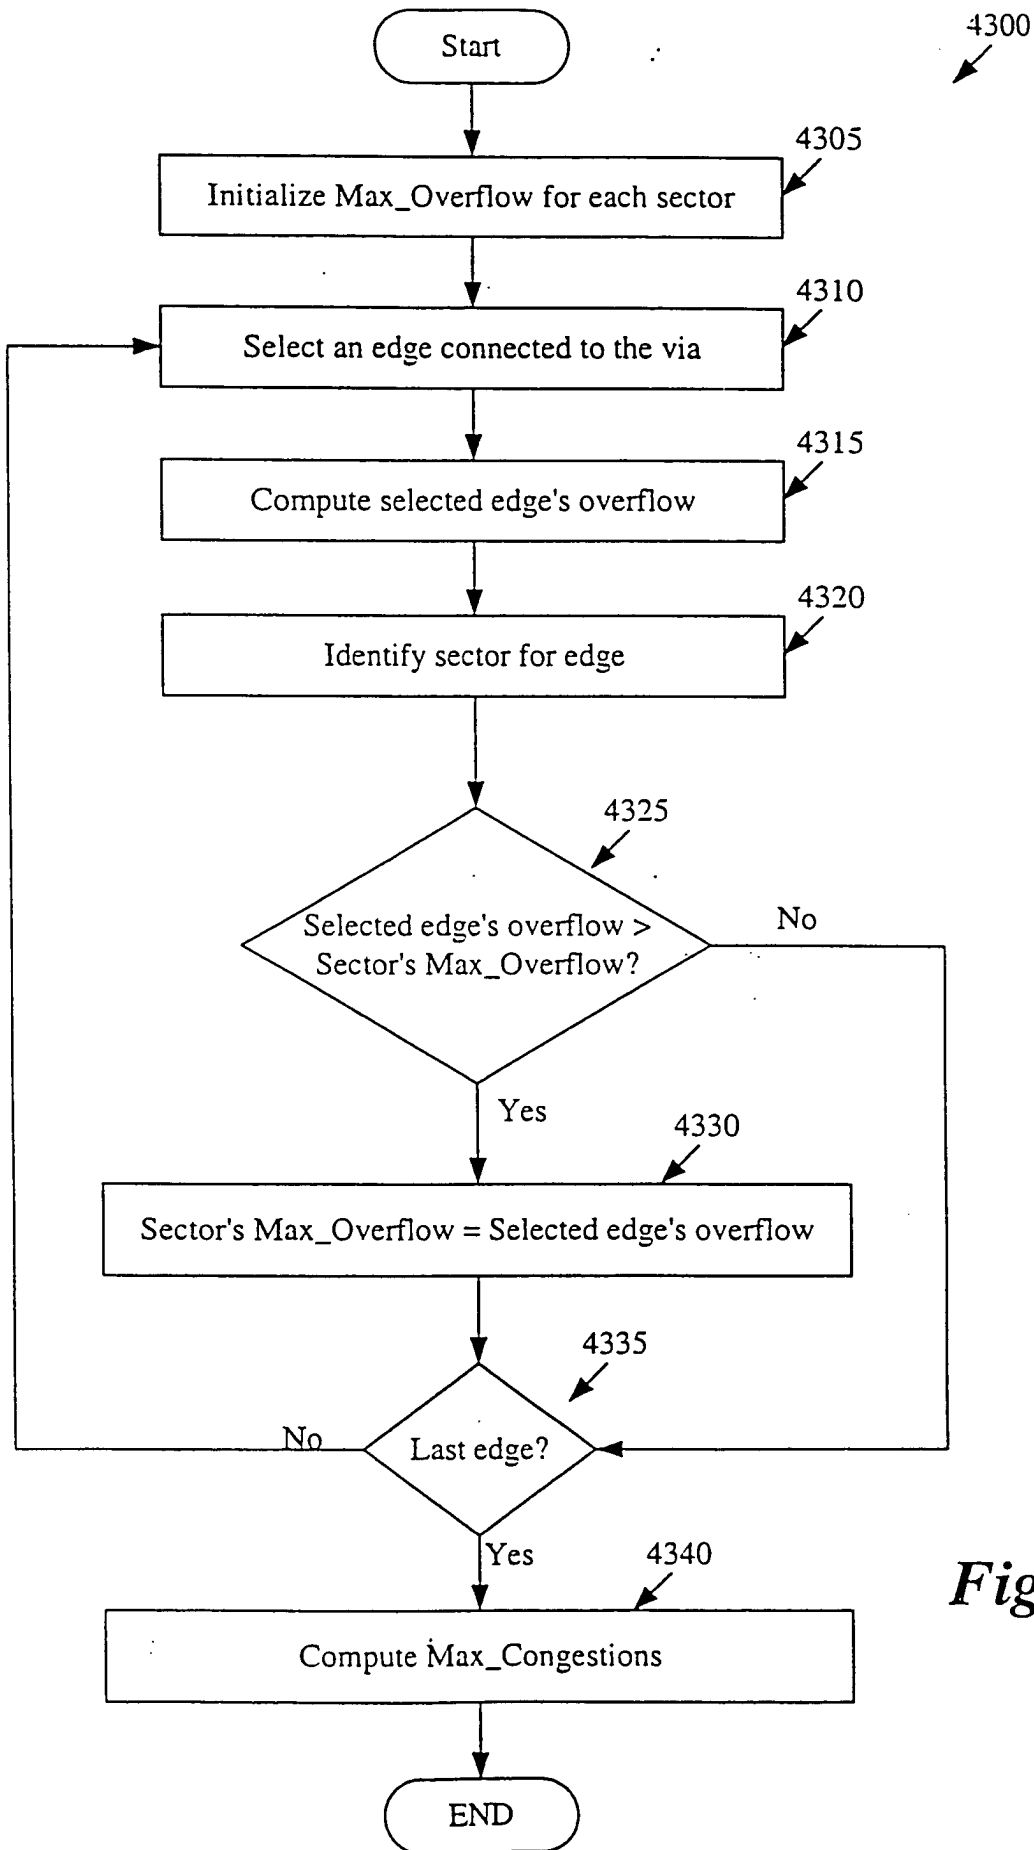 4300
Start
4305
Initialize Max_Overflow for each sector
4310
Select an edge connected to the via
4315
Compute selected edge's overflow
4320
Identify sector for edge
4325
Selected edge's overflow >
Sector's Max_Overflow?
No
Yes
4330
Sector's Max_Overflow = Selected edge's overflow
4335
Last edge?
No
Yes
4340
Compute Max_Congestions
Fig
END